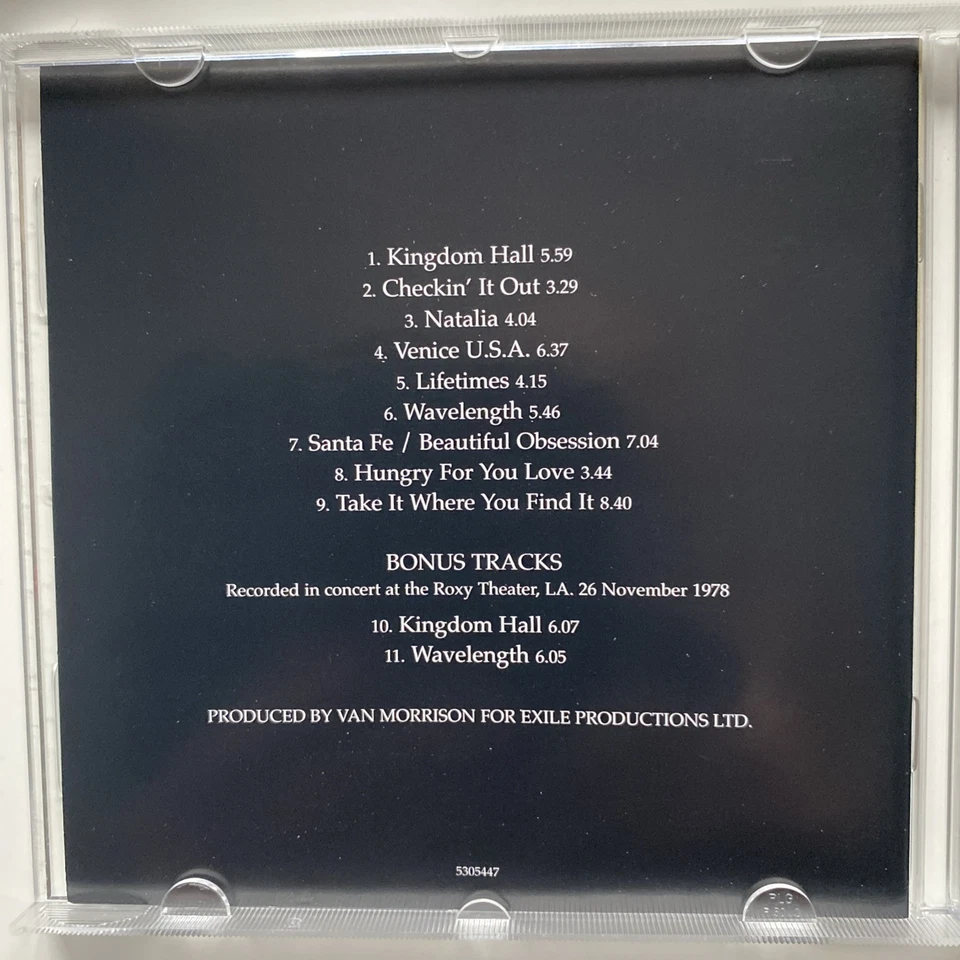 1. Kingdom Hall 5.59
2. Checkin' It Out 3.29
3. Natalia 4.04
4. Venice U.S.A. 6.37
5. Lifetimes 4.15
6. Wavelength 5.46
7. Santa Fe / Beautiful Obsession 7.04
8. Hungry For You Love 3.44
9. Take It Where You Find It 8.40
BONUS TRACKS
Recorded in concert at the Roxy Theater, LA. 26 November 1978
10. Kingdom Hall 6.07
11. Wavelength 6.05
PRODUCED BY VAN MORRISON FOR EXILE PRODUCTIONS LTD.
5305447
PLG